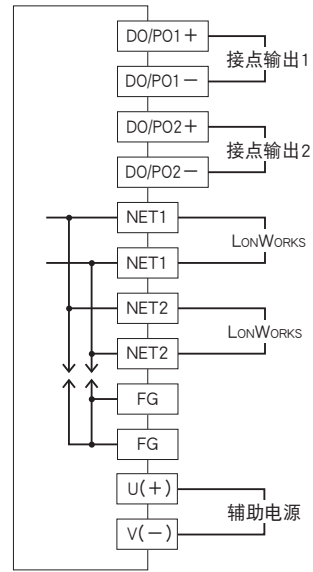 DO/PO1＋
接点输出1
DO/PO1－
DO/PO2＋
接点输出2
DO/PO2－
NET1
LONWORKS
NET1
NET2
LONWORKS
NET2
FG
FG
U(＋)
辅助电源
V(－)